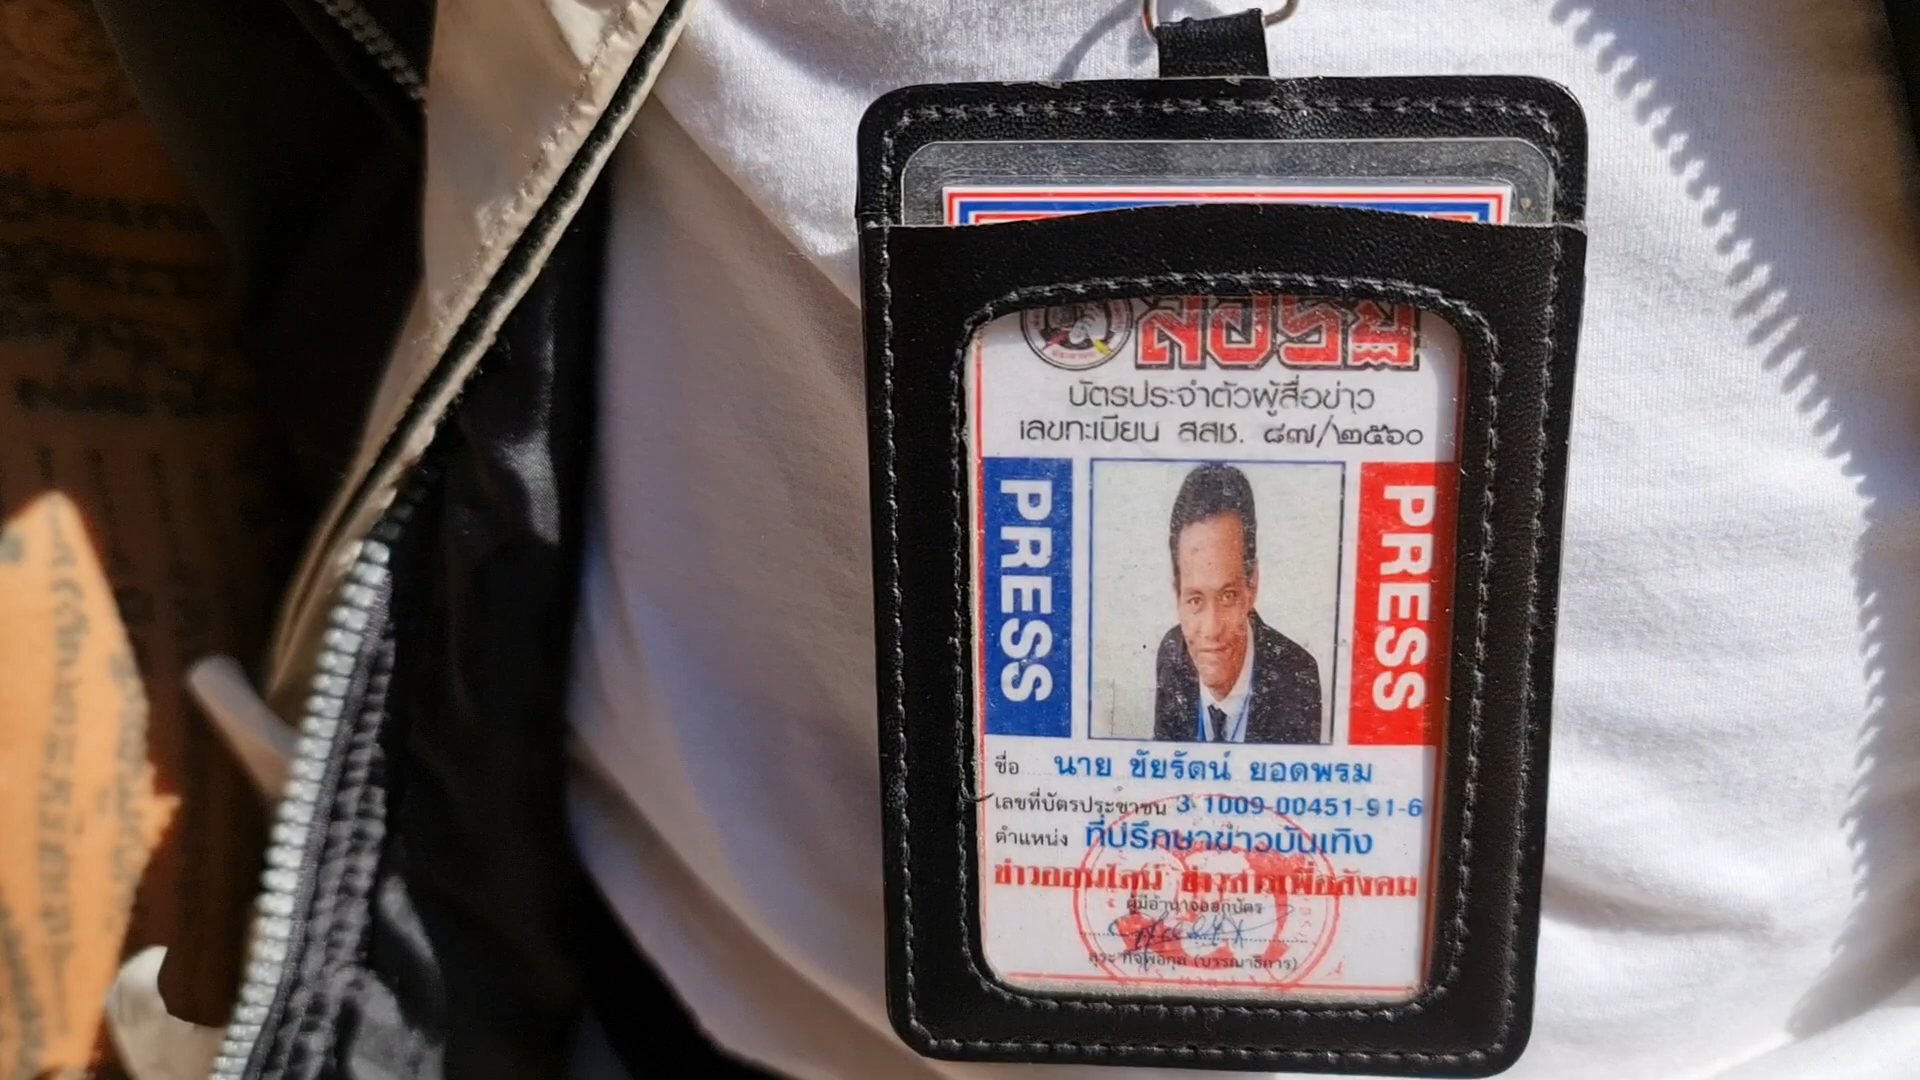 บัตรประจำตัวผู้สื่อข่าว
เลขทะเบียน สสช. ๘๗/๒๕๖๐
PRESS
PRESS
ชื่อ นาย ชัยรัตน์ ยอดพรม
เลขที่บัตรประชาชน 3-1009-00451-91-6
ตำแหน่ง ที่ปรึกษาข่าวบันเทิง
ข่าวออนไลน์ ข่าวสารเพื่อสังคม
ผู้มีอำนาจออกบัตร
(บรรณาธิการ)